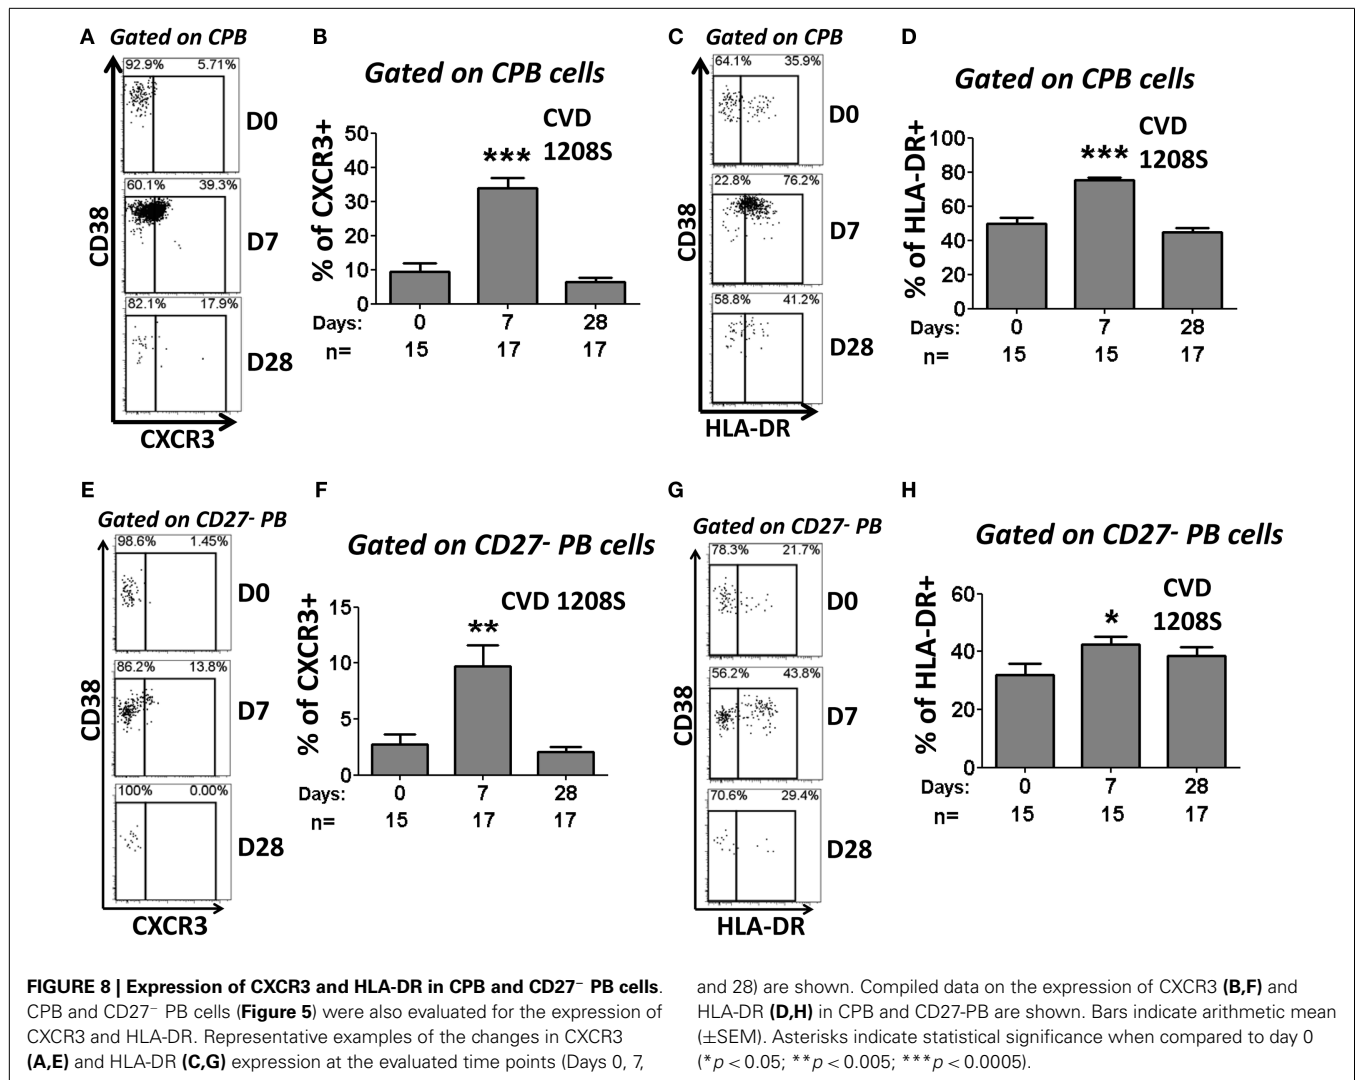 A Gated on CPB
92.9% 5.71%
D0
60.1% 39.3%
D7
82.1% 17.9%
D28
CD38
CXCR3
B
Gated on CPB cells
CVD
1208S
***
% of CXCR3+
50
40
30
20
10
0
Days: 0 7 28
n= 15 17 17
C Gated on CPB
64.1% 35.9%
D0
22.8% 76.2%
D7
58.8% 41.2%
D28
CD38
HLA-DR
D
Gated on CPB cells
CVD
1208S
***
% of HLA-DR+
100
80
60
40
20
0
Days: 0 7 28
n= 15 15 17
E
Gated on CD27- PB
98.6% 1.45%
D0
86.2% 13.8%
D7
100% 0.00%
D28
CD38
CXCR3
F
Gated on CD27- PB cells
CVD 1208S
**
% of CXCR3+
15
10
5
0
Days: 0 7 28
n= 15 17 17
G
Gated on CD27- PB
78.3% 21.7%
D0
56.2% 43.8%
D7
70.6% 29.4%
D28
CD38
HLA-DR
H
Gated on CD27- PB cells
CVD
1208S
*
% of HLA-DR+
60
40
20
0
Days: 0 7 28
n= 15 15 17
FIGURE 8 | Expression of CXCR3 and HLA-DR in CPB and CD27− PB cells.
CPB and CD27− PB cells (Figure 5) were also evaluated for the expression of
CXCR3 and HLA-DR. Representative examples of the changes in CXCR3
(A,E) and HLA-DR (C,G) expression at the evaluated time points (Days 0, 7,
and 28) are shown. Compiled data on the expression of CXCR3 (B,F) and
HLA-DR (D,H) in CPB and CD27-PB are shown. Bars indicate arithmetic mean
(±SEM). Asterisks indicate statistical significance when compared to day 0
(*p < 0.05; **p < 0.005; ***p < 0.0005).